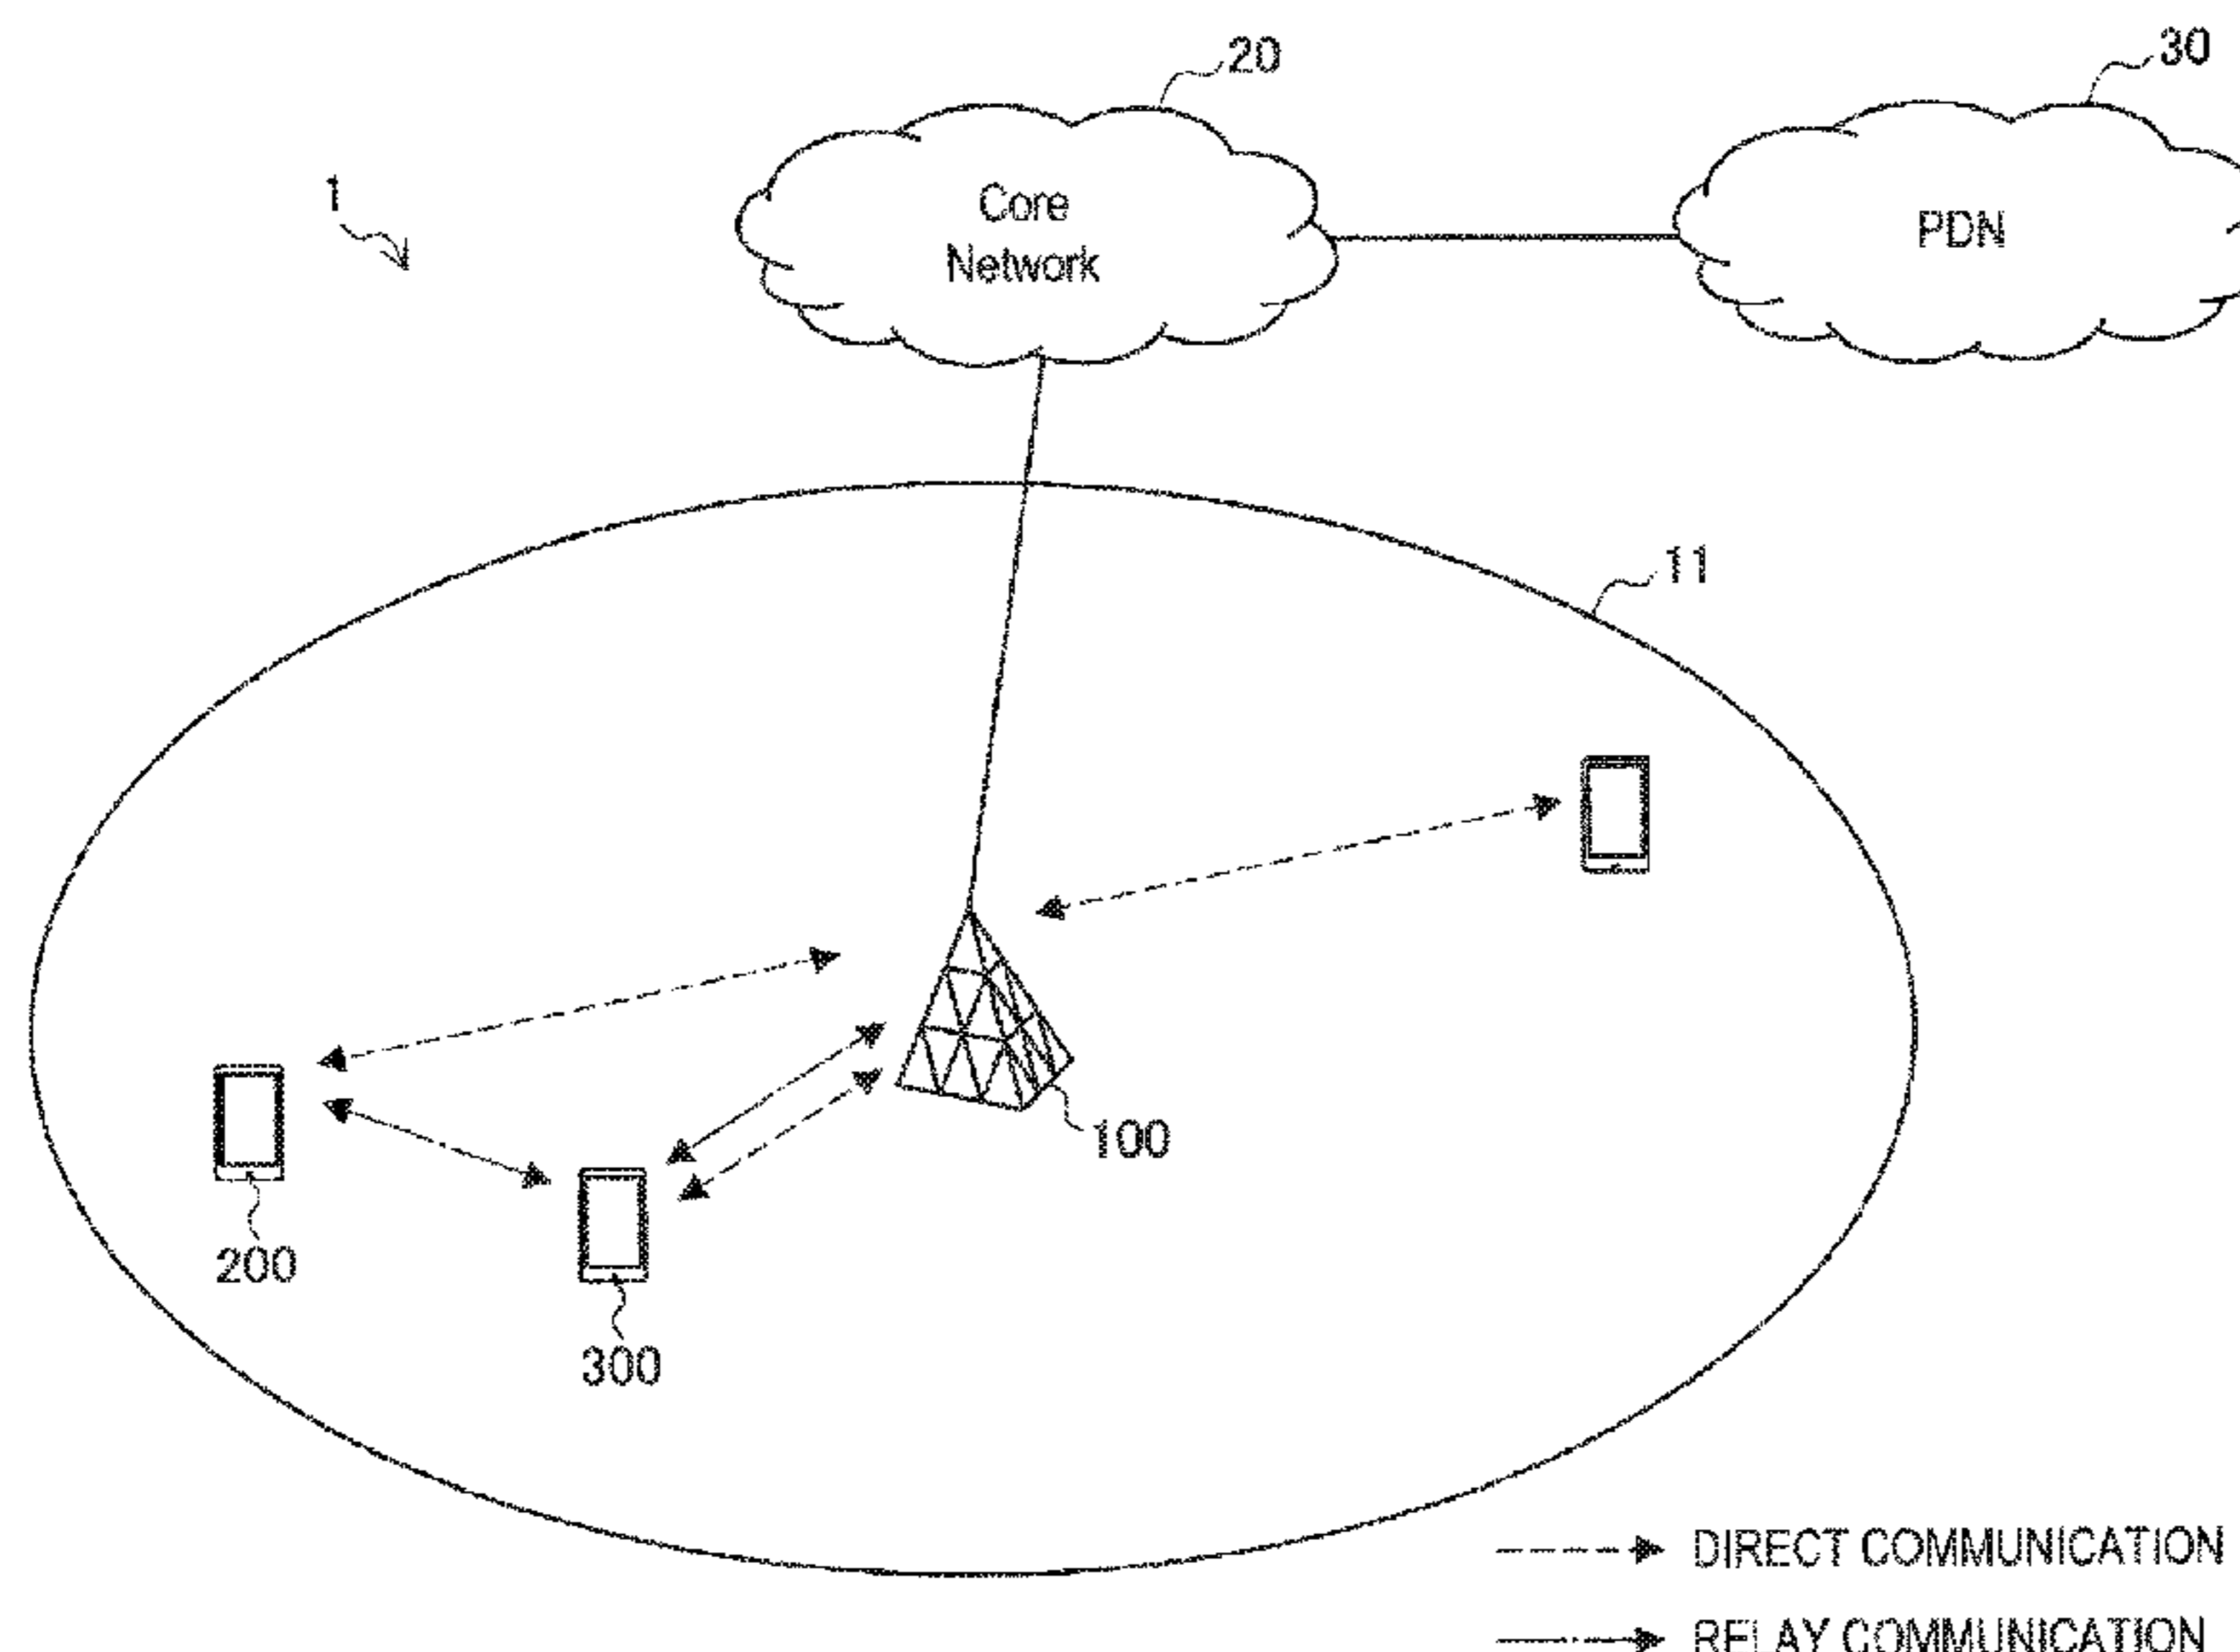 20
30
1
Core
Network
PDN
11
100
200
300
DIRECT COMMUNICATION
RELAY COMMUNICATION